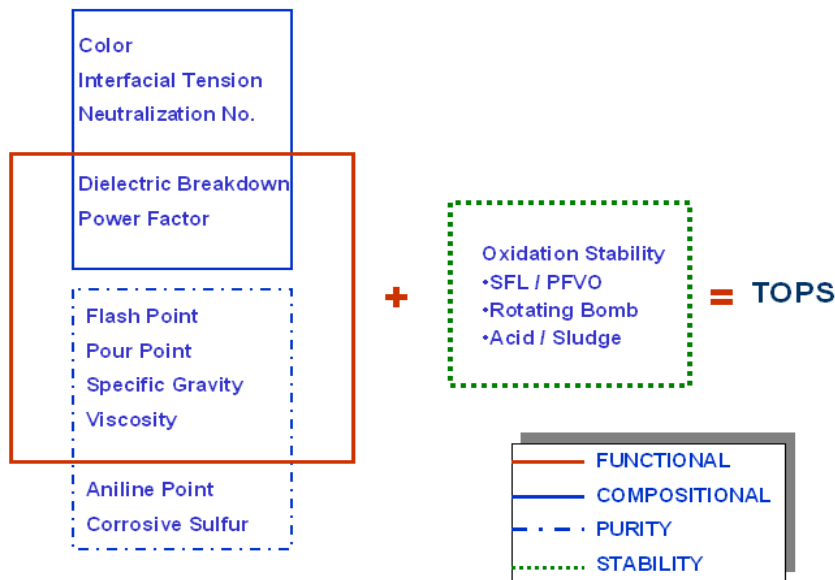 Color
Interfacial Tension
Neutralization No.
Dielectric Breakdown
Power Factor
Flash Point
Pour Point
Specific Gravity
Viscosity
Aniline Point
Corrosive Sulfur
+
Oxidation Stability
•SFL / PFVO
•Rotating Bomb
•Acid / Sludge
= TOPS
FUNCTIONAL
COMPOSITIONAL
PURITY
STABILITY